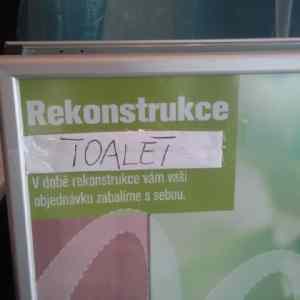 Rekonstrukce
TOALET
V době rekonstrukce vám vaši
objednávku zabalíme s sebou.